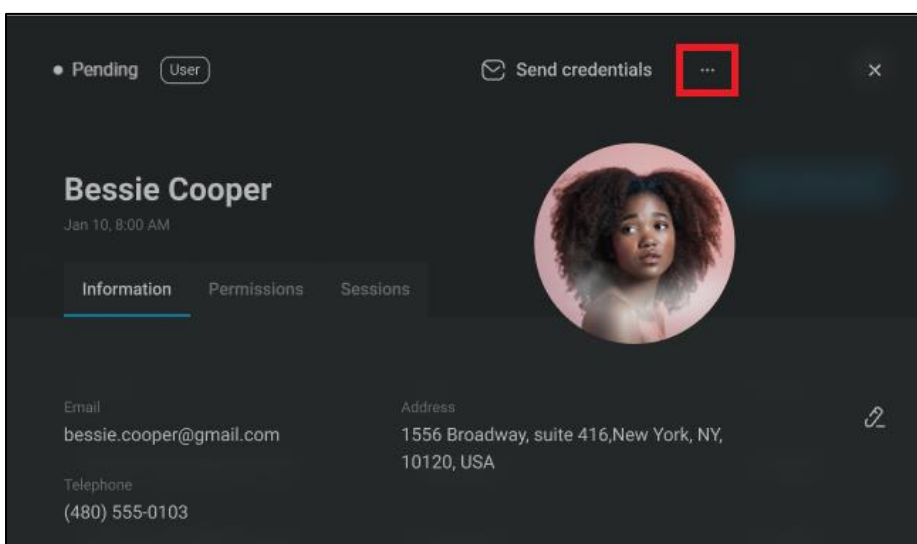 Pending User Send credentials ...
Bessie Cooper
Jan 10, 8:00 AM
Information Permissions Sessions
Email
bessie.cooper@gmail.com
Telephone
(480) 555-0103
Address
1556 Broadway, suite 416,New York, NY,
10120, USA